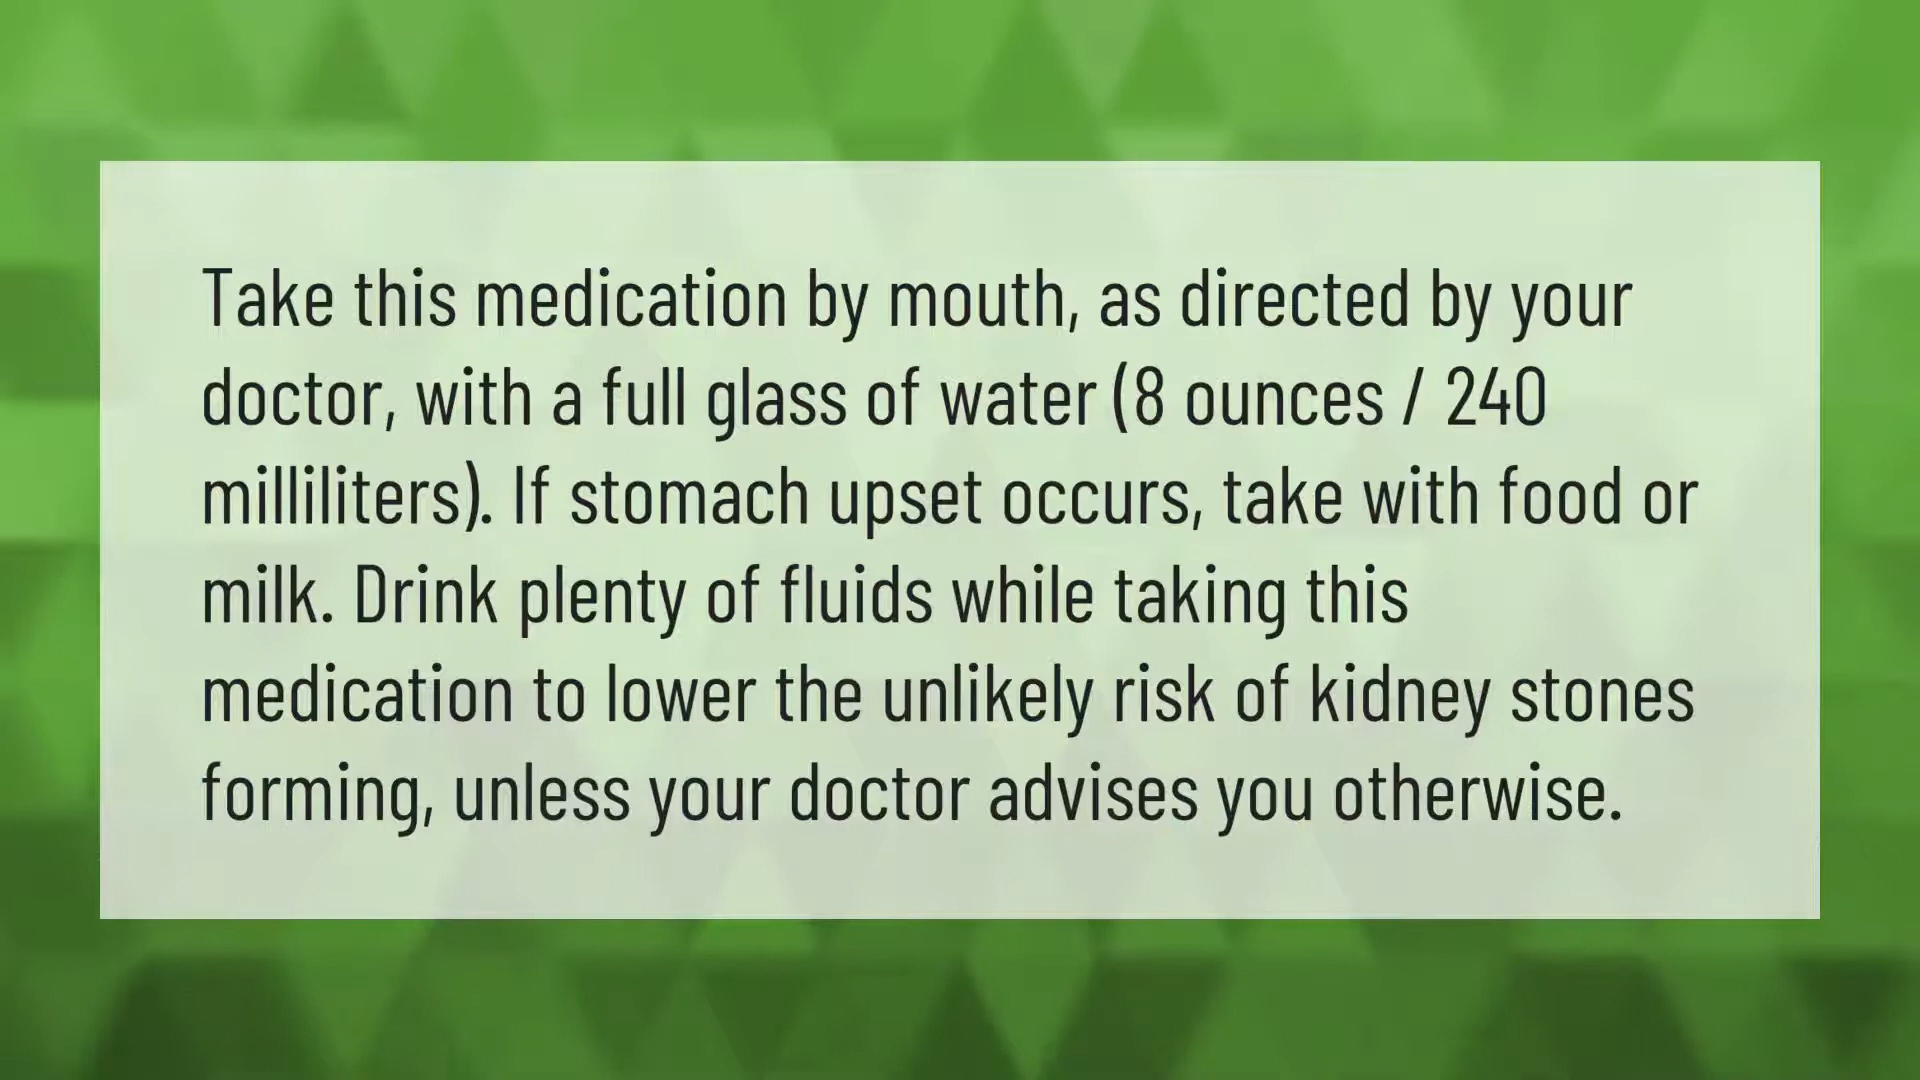 Take this medication by mouth, as directed by your
doctor, with a full glass of water (8 ounces / 240
milliliters). If stomach upset occurs, take with food or
milk. Drink plenty of fluids while taking this
medication to lower the unlikely risk of kidney stones
forming, unless your doctor advises you otherwise.